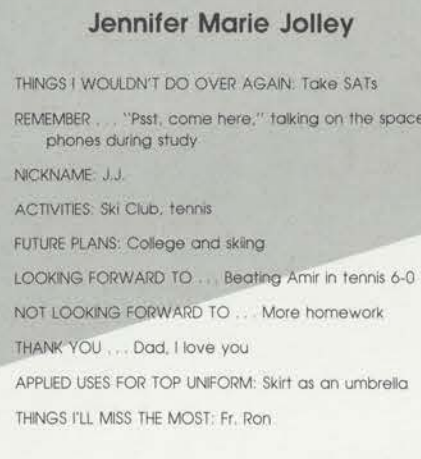 Jennifer Marie Jolley
THINGS I WOULDN'T DO OVER AGAIN: Take SATs
REMEMBER . . . "Psst, come here," talking on the space
phones during study
NICKNAME: J.J.
ACTIVITIES: Ski Club, tennis
FUTURE PLANS: College and skiing
LOOKING FORWARD TO . . . Beating Amir in tennis 6-0
NOT LOOKING FORWARD TO . . . More homework
THANK YOU . . . Dad, I love you
APPLIED USES FOR TOP UNIFORM: Skirt as an umbrella
THINGS I'LL MISS THE MOST: Fr. Ron